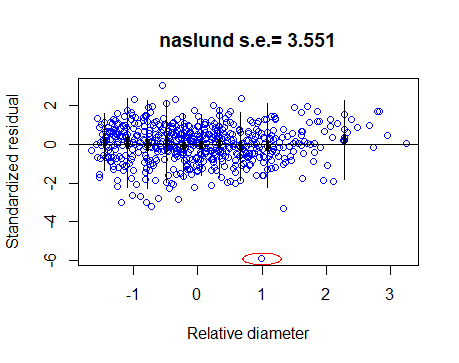 naslund s.e.= 3.551
Standardized residual
2
0
-2
-4
-6
-1 0 1 2 3
Relative diameter